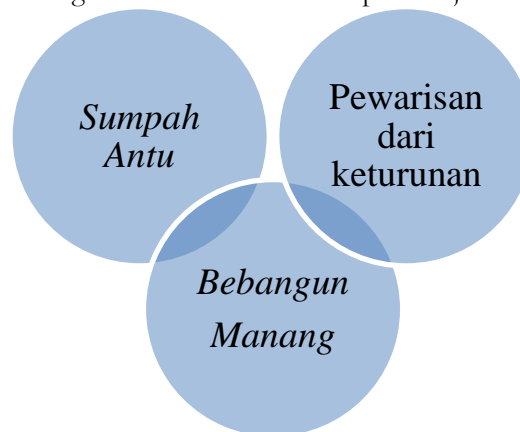 Sumpah
Antu
Pewarisan
dari
keturunan
Bebangun
Manang